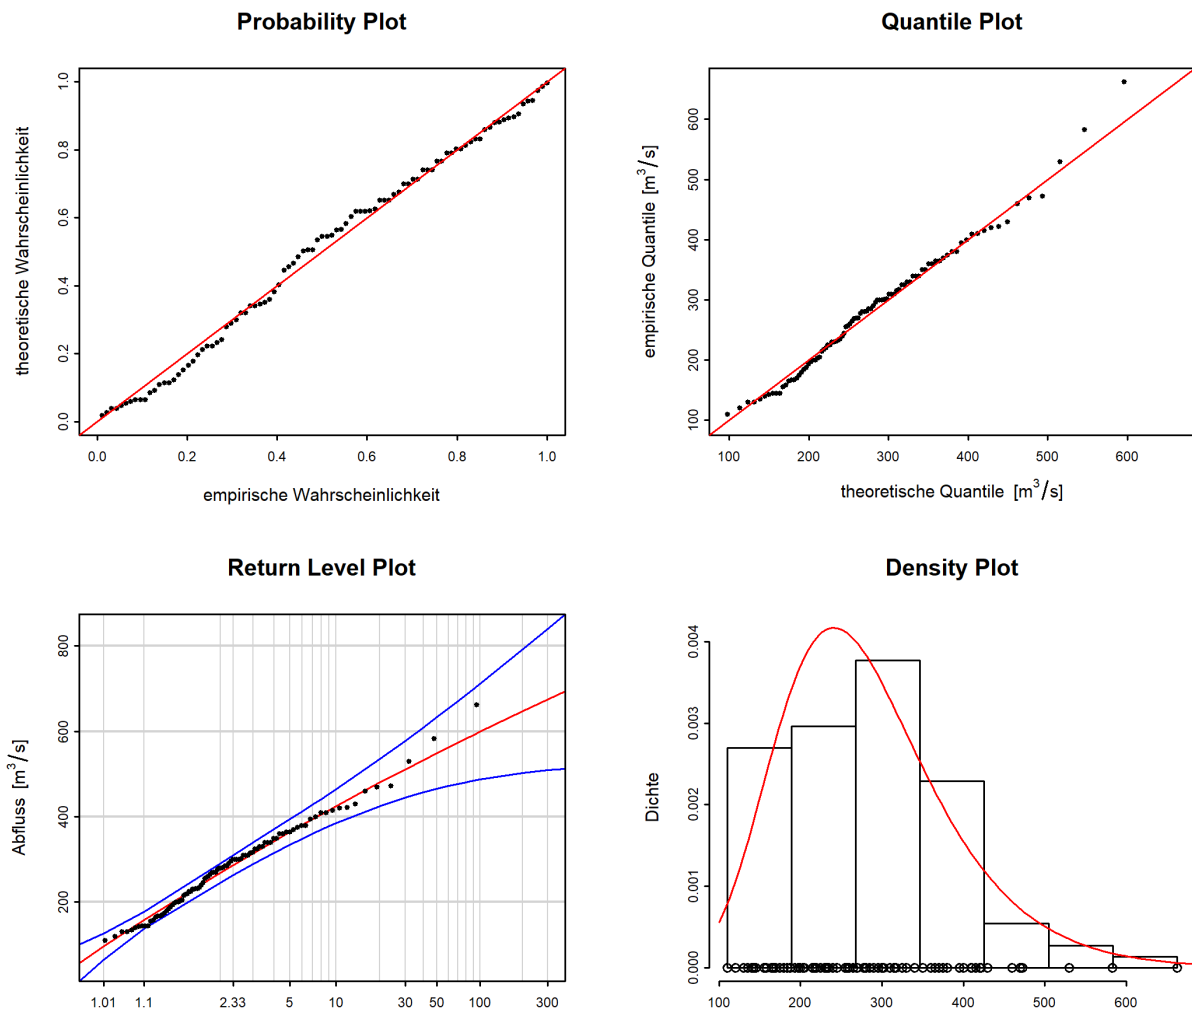 Probability Plot
theoretische Wahrscheinlichkeit
0.0 0.2 0.4 0.6 0.8 1.0
0.0 0.2 0.4 0.6 0.8 1.0
empirische Wahrscheinlichkeit
Quantile Plot
empirische Quantile [m³/s]
100 200 300 400 500 600
100 200 300 400 500 600
theoretische Quantile [m³/s]
Return Level Plot
Abfluss [m³/s]
200 400 600 800
1.01 1.1 2.33 5 10 30 50 100 300
Density Plot
Dichte
0.000 0.001 0.002 0.003 0.004
100 200 300 400 500 600